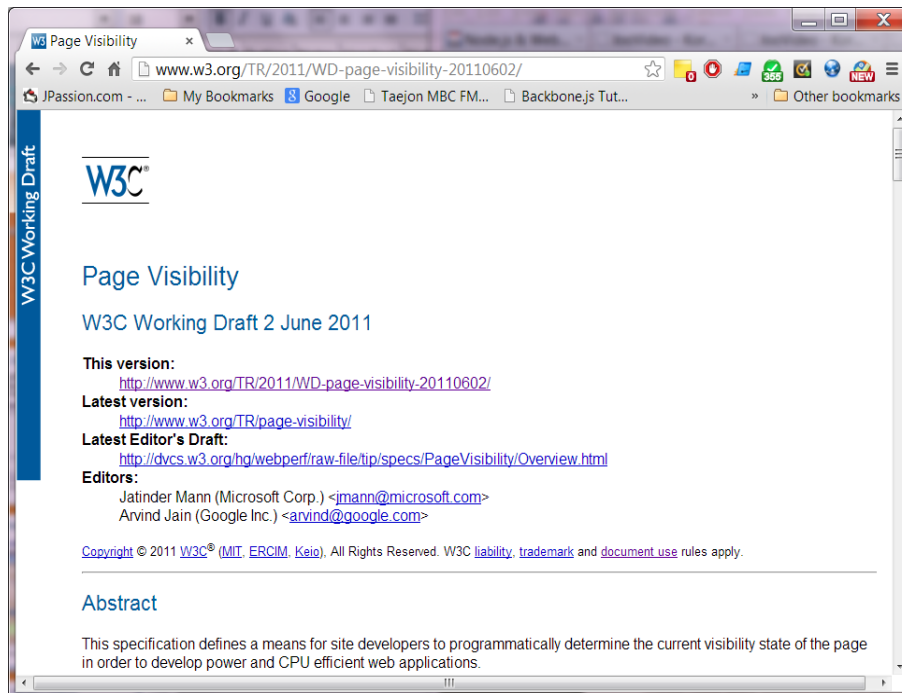 Page Visibility
www.w3.org/TR/2011/WD-page-visibility-20110602/
0
355
NEW
JPassion.com - ...
My Bookmarks
Google
Taejon MBC FM...
Backbone.js Tut...
»
Other bookmarks
W3C Working Draft
W3C®
Page Visibility
W3C Working Draft 2 June 2011
This version:
http://www.w3.org/TR/2011/WD-page-visibility-20110602/
Latest version:
http://www.w3.org/TR/page-visibility/
Latest Editor's Draft:
http://dvcs.w3.org/hg/webperf/raw-file/tip/specs/PageVisibility/Overview.html
Editors:
Jatinder Mann (Microsoft Corp.) <jmann@microsoft.com>
Arvind Jain (Google Inc.) <arvind@google.com>
Copyright © 2011 W3C® (MIT, ERCIM, Keio), All Rights Reserved. W3C liability, trademark and document use rules apply.
Abstract
This specification defines a means for site developers to programmatically determine the current visibility state of the page
in order to develop power and CPU efficient web applications.